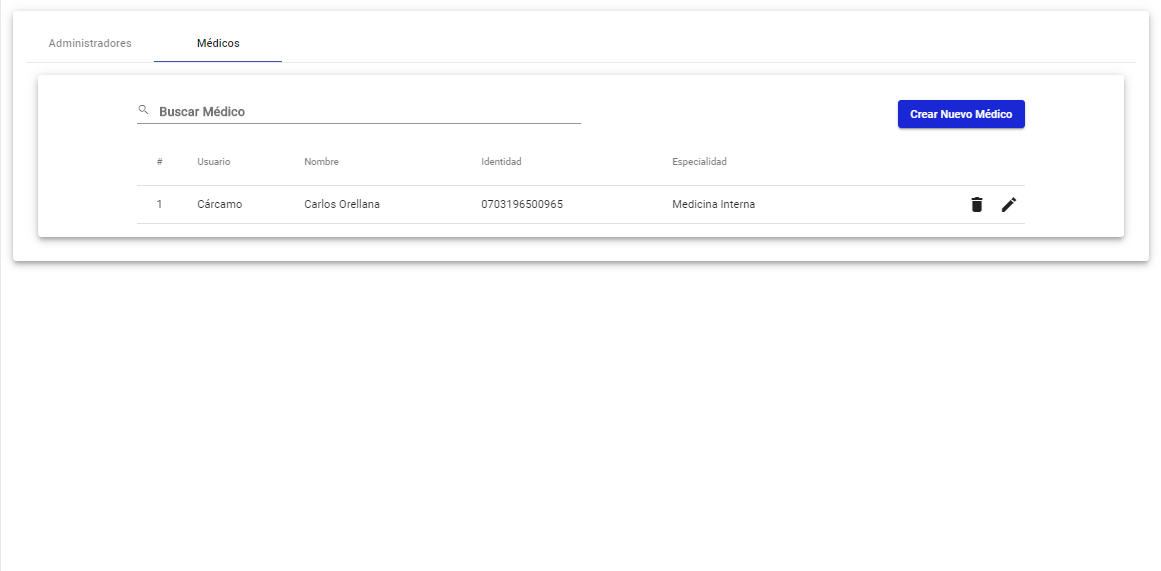 Administradores Médicos
Buscar Médico Crear Nuevo Médico
# Usuario Nombre Identidad Especialidad
1 Cárcamo Carlos Orellana 0703196500965 Medicina Interna